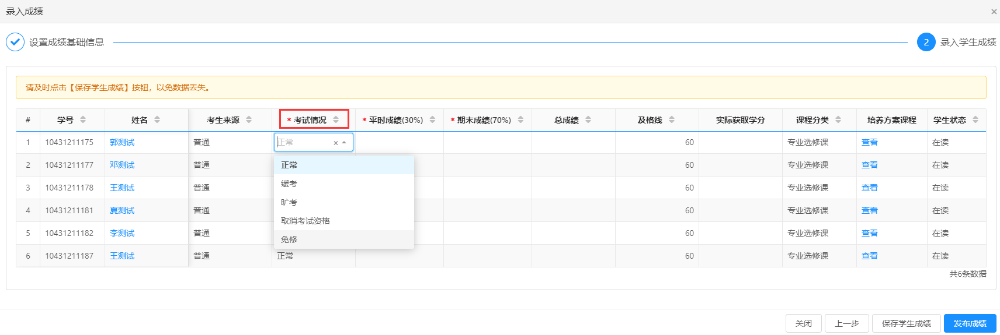 录入成绩 ×
设置成绩基础信息 2 录入学生成绩
请及时点击【保存学生成绩】按钮，以免数据丢失。
# 学号 姓名 考生来源 * 考试情况 * 平时成绩(30%) * 期末成绩(70%) 总成绩 及格线 实际获取学分 课程分类 培养方案课程 学生状态
1 10431211175 郭测试 普通 正常 × 60 专业选修课 查看 在读
2 10431211177 邓测试 普通 正常 60 专业选修课 查看 在读
缓考
3 10431211178 王测试 普通 60 专业选修课 查看 在读
旷考
4 10431211181 夏测试 普通 60 专业选修课 查看 在读
取消考试资格
5 10431211182 李测试 普通 60 专业选修课 查看 在读
免修
6 10431211187 王测试 普通 正常 60 专业选修课 查看 在读
共6条数据
关闭 上一步 保存学生成绩 发布成绩